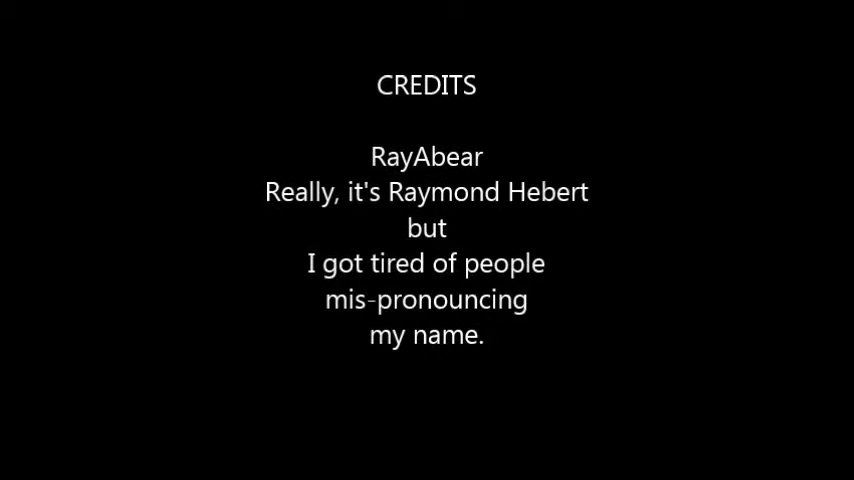 CREDITS
RayAbear
Really, it's Raymond Hebert
but
I got tired of people
mis-pronouncing
my name.